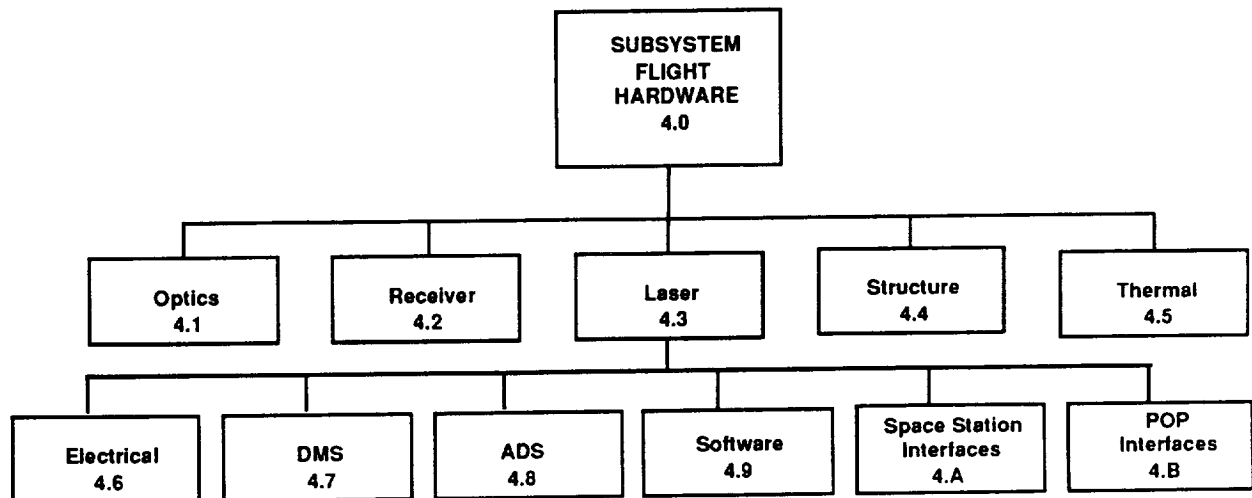 SUBSYSTEM
FLIGHT
HARDWARE
4.0
Optics
4.1
Receiver
4.2
Laser
4.3
Structure
4.4
Thermal
4.5
Electrical
4.6
DMS
4.7
ADS
4.8
Software
4.9
Space Station
Interfaces
4.A
POP
Interfaces
4.B